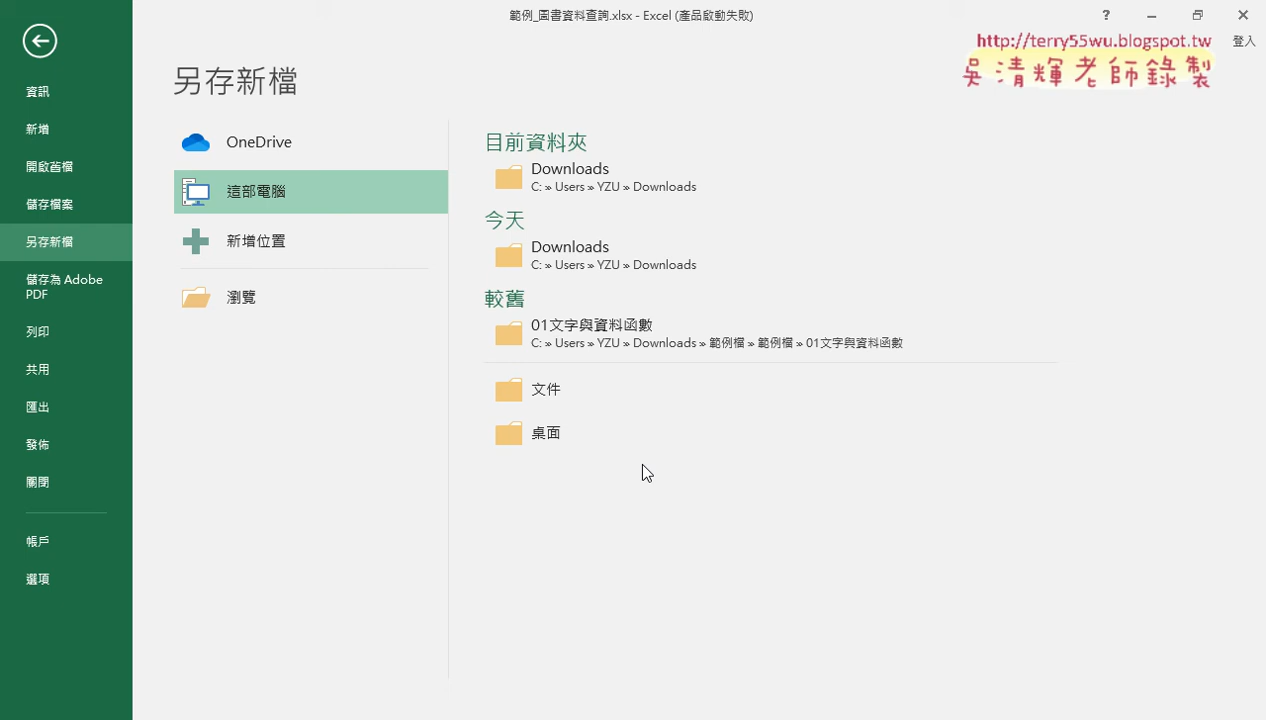 範例_圖書資料查詢.xlsx - Excel (產品啟動失敗)
?
http://terry55wu.blogspot.tw
登入
吳清輝老師錄製
資訊
新增
開啟舊檔
儲存檔案
另存新檔
儲存為 Adobe
PDF
列印
共用
匯出
發佈
關閉
帳戶
選項
另存新檔
OneDrive
這部電腦
新增位置
瀏覽
目前資料夾
Downloads
C: » Users » YZU » Downloads
今天
Downloads
C: » Users » YZU » Downloads
較舊
01文字與資料函數
C: » Users » YZU » Downloads » 範例檔 » 範例檔 » 01文字與資料函數
文件
桌面